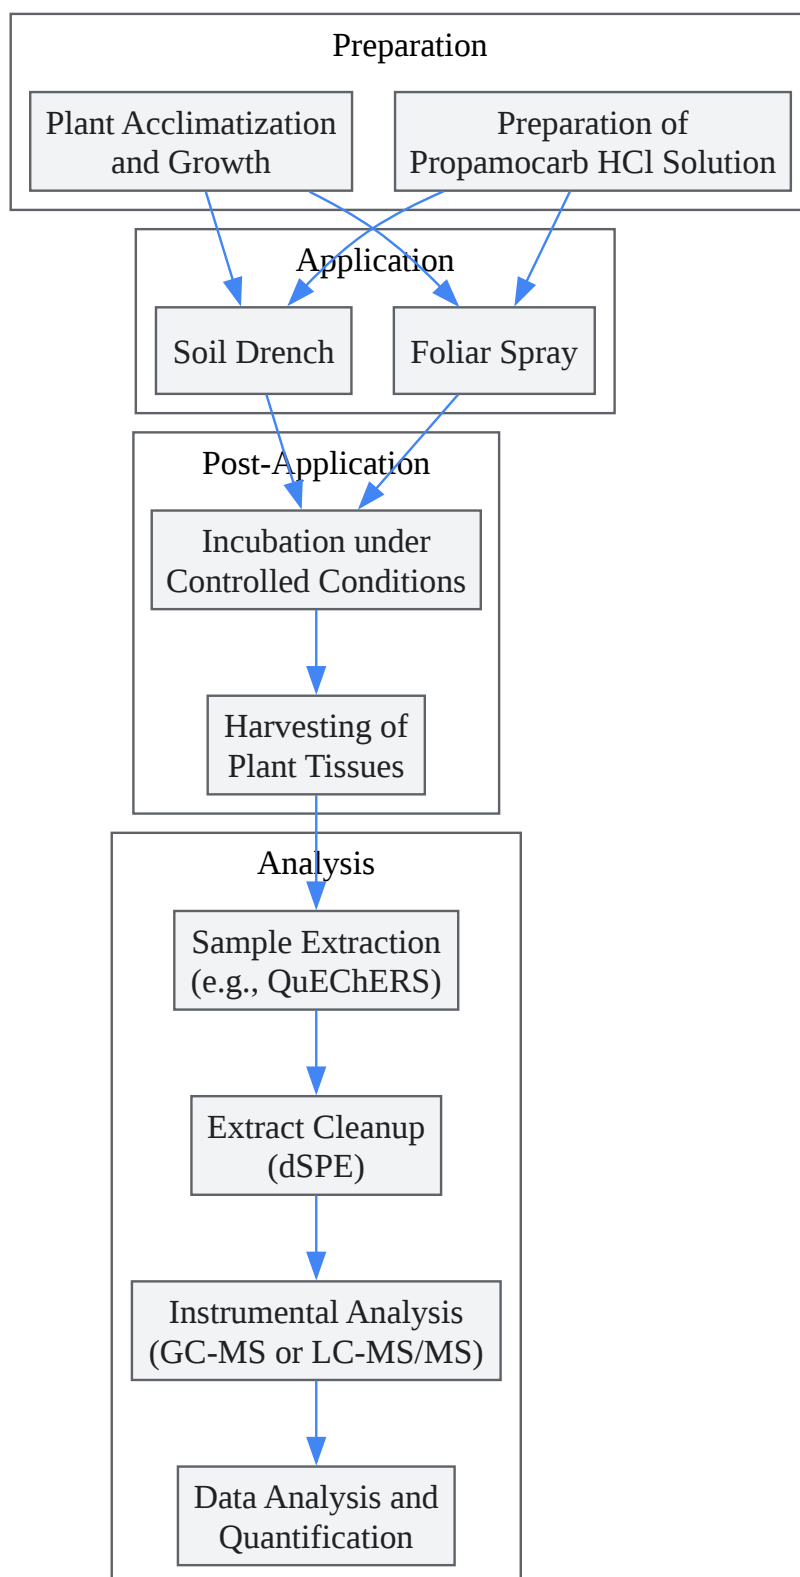 Preparation
Plant Acclimatization
and Growth
Preparation of
Propamocarb HCl Solution
Application
Soil Drench
Foliar Spray
Post-Application
Incubation under
Controlled Conditions
Harvesting of
Plant Tissues
Analysis
Sample Extraction
(e.g., QuEChERS)
Extract Cleanup
(dSPE)
Instrumental Analysis
(GC-MS or LC-MS/MS)
Data Analysis and
Quantification